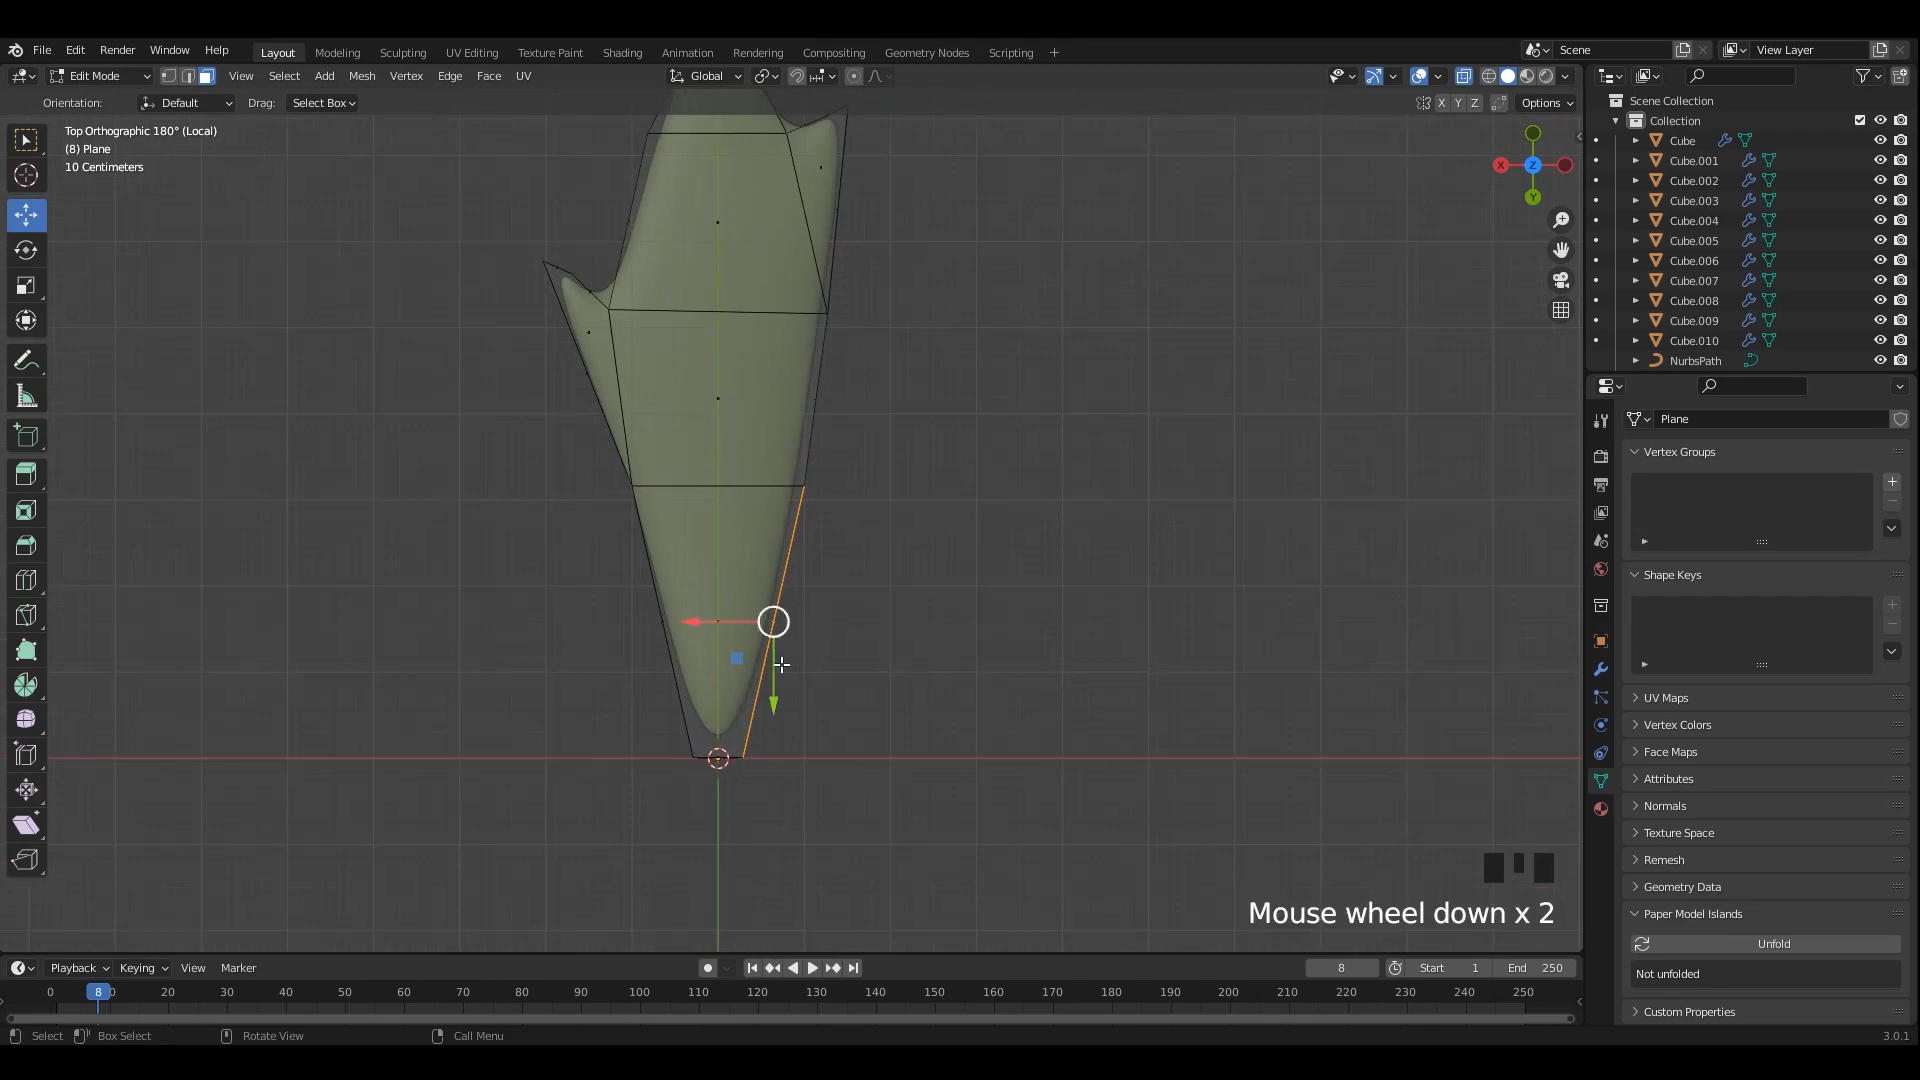 File Edit Render Window Help Layout Modeling Sculpting UV Editing Texture Paint Shading Animation Rendering Compositing Geometry Nodes Scripting + Scene View Layer
Edit Mode View Select Add Mesh Vertex Edge Face UV Global
Orientation: Default Drag: Select Box X Y Z Options
Top Orthographic 180° (Local)
(8) Plane
10 Centimeters
X Z Y
Scene Collection
Collection
Cube
Cube.001
Cube.002
Cube.003
Cube.004
Cube.005
Cube.006
Cube.007
Cube.008
Cube.009
Cube.010
NurbsPath
Plane
Vertex Groups
Shape Keys
UV Maps
Vertex Colors
Face Maps
Attributes
Normals
Texture Space
Remesh
Geometry Data
Paper Model Islands
Unfold
Not unfolded
Custom Properties
Mouse wheel down x 2
Playback Keying View Marker 8 Start 1 End 250
0 8 20 30 40 50 60 70 80 90 100 110 120 130 140 150 160 170 180 190 200 210 220 230 240 250
Select Box Select Rotate View Call Menu 3.0.1